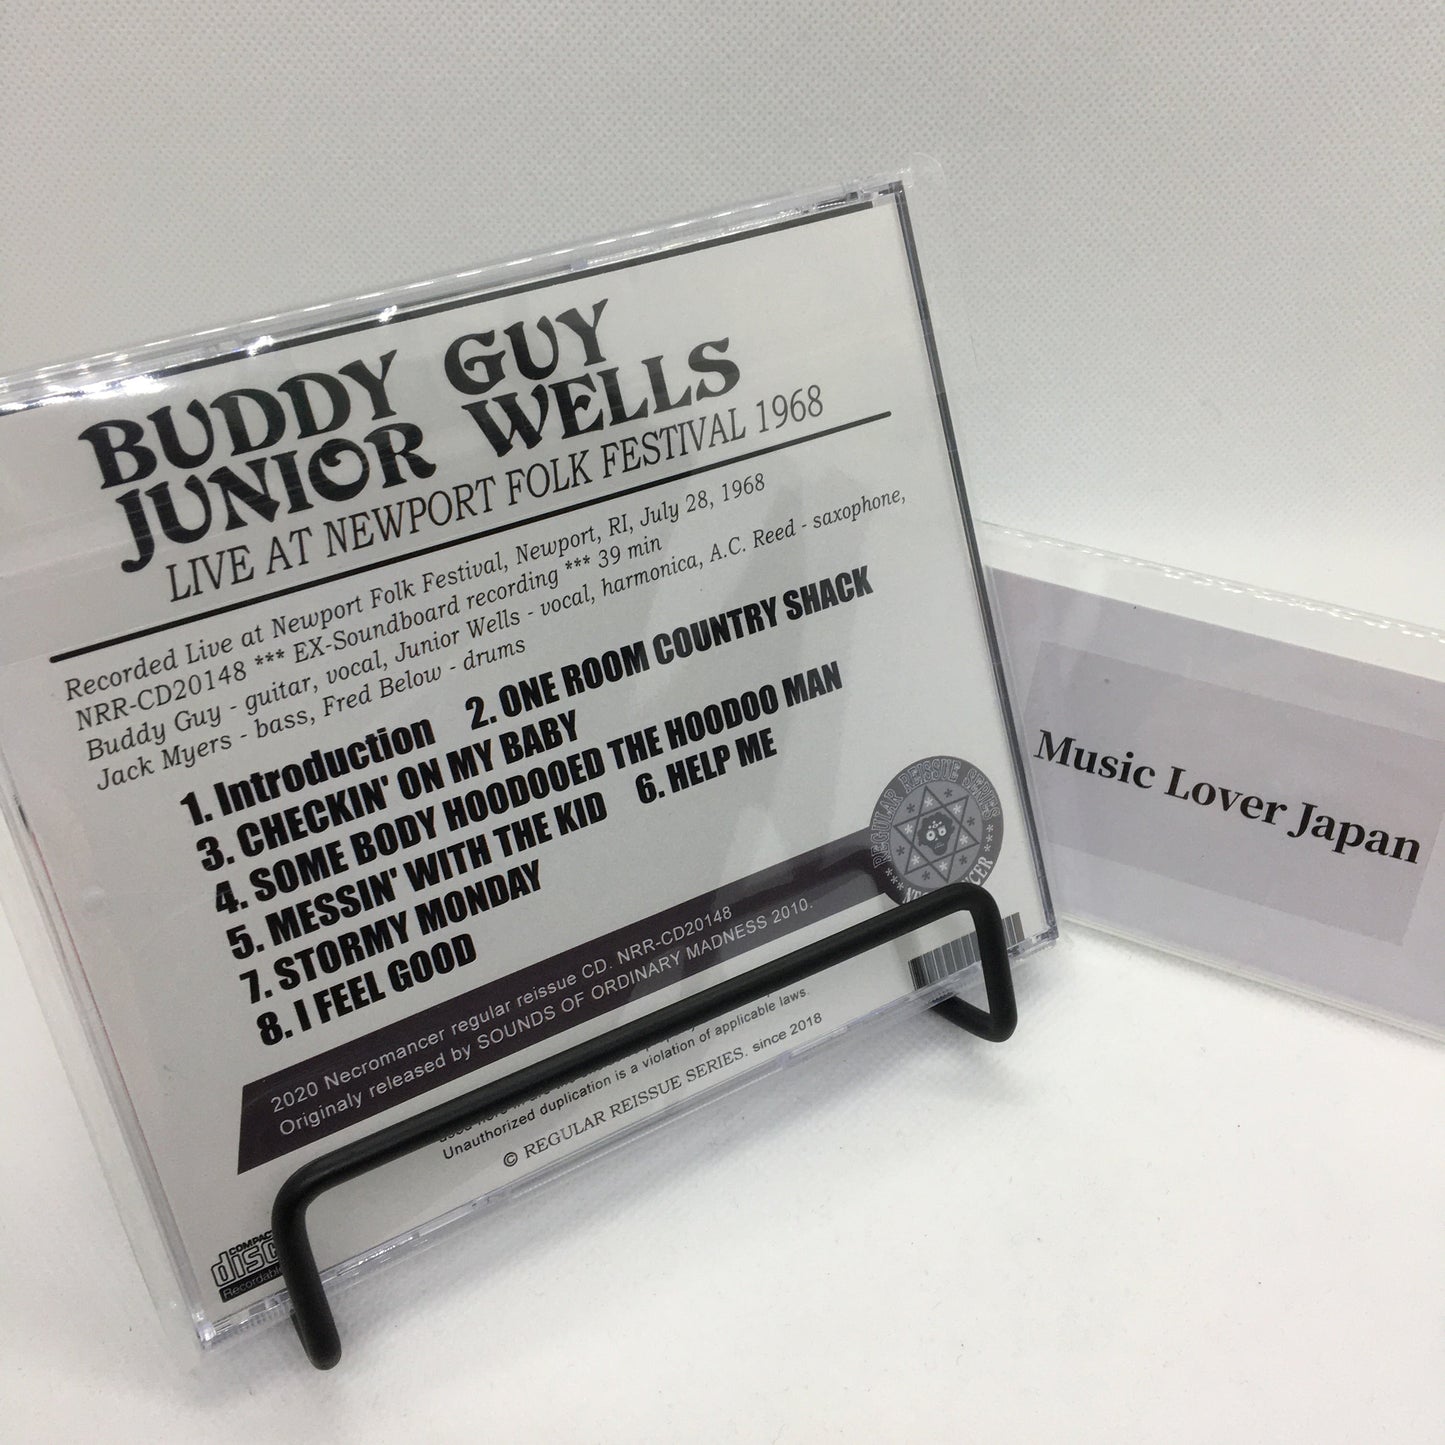 BUDDY GUY
JUNIOR WELLS
LIVE AT NEWPORT FOLK FESTIVAL 1968
Recorded Live at Newport Folk Festival, Newport, RI, July 28, 1968
NRR-CD20148 *** EX-Soundboard recording *** 39 min
Buddy Guy - guitar, vocal, Junior Wells - vocal, harmonica, A.C. Reed - saxophone,
Jack Myers - bass, Fred Below - drums
1. Introduction 2. ONE ROOM COUNTRY SHACK
3. CHECKIN' ON MY BABY
4. SOME BODY HOODOOED THE HOODOO MAN
5. MESSIN' WITH THE KID 6. HELP ME
7. STORMY MONDAY
8. I FEEL GOOD
REGULAR REISSUE SERIES
2020 Necromancer regular reissue CD. NRR-CD20148
Originaly released by SOUNDS OF ORDINARY MADNESS 2010.
Unauthorized duplication is a violation of applicable laws.
© REGULAR REISSUE SERIES. since 2018
COMPACT
disc
Recordable
Music Lover Japan